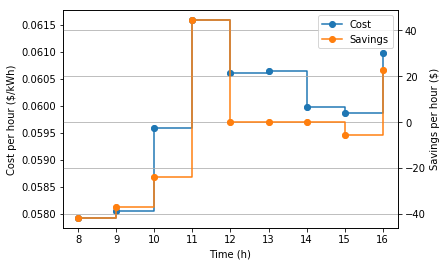 Cost per hour ($/kWh)
0.0615
0.0610
0.0605
0.0600
0.0595
0.0590
0.0585
0.0580
Cost
Savings
40
20
0
−20
−40
Savings per hour ($)
8 9 10 11 12 13 14 15 16
Time (h)